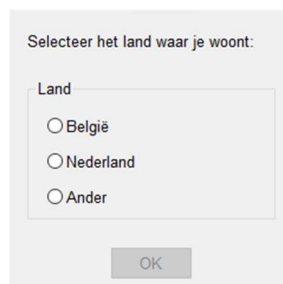 Selecteer het land waar je woont:
Land
België
Nederland
Ander
OK